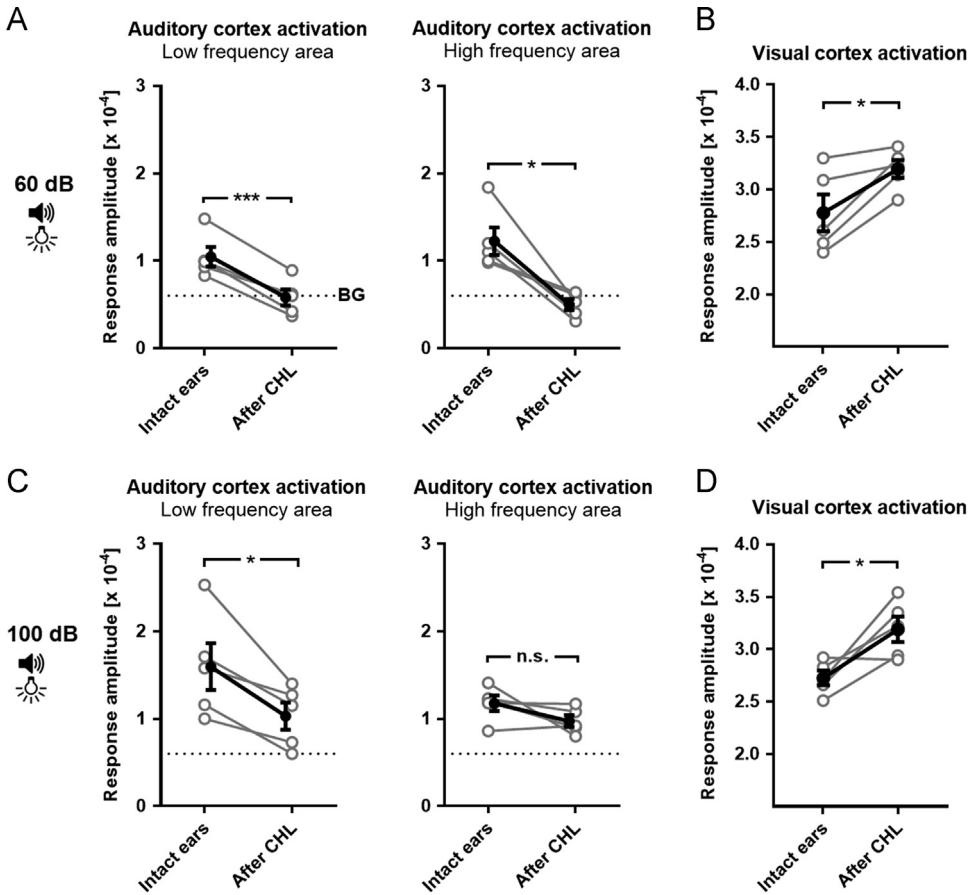 A
Auditory cortex activation
Low frequency area
Response amplitude [x 10⁻⁴]
3
2
1
0
***
BG
Intact ears
After CHL
Auditory cortex activation
High frequency area
3
2
1
0
*
Intact ears
After CHL
B
Visual cortex activation
Response amplitude [x 10⁻⁴]
4.0
3.5
3.0
2.5
2.0
*
Intact ears
After CHL
60 dB
C
Auditory cortex activation
Low frequency area
Response amplitude [x 10⁻⁴]
3
2
1
0
*
Intact ears
After CHL
Auditory cortex activation
High frequency area
3
2
1
0
n.s.
Intact ears
After CHL
D
Visual cortex activation
Response amplitude [x 10⁻⁴]
4.0
3.5
3.0
2.5
2.0
*
Intact ears
After CHL
100 dB